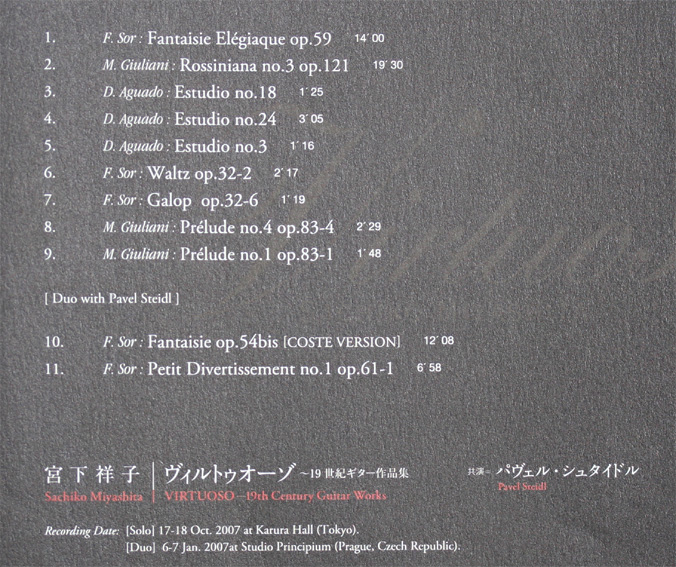 1. F. Sor : Fantaisie Elégiaque op.59 14´00
2. M. Giuliani : Rossiniana no.3 op.121 19´30
3. D. Aguado : Estudio no.18 1´25
4. D. Aguado : Estudio no.24 3´05
5. D. Aguado : Estudio no.3 1´16
6. F. Sor : Waltz op.32-2 2´17
7. F. Sor : Galop op.32-6 1´19
8. M. Giuliani : Prélude no.4 op.83-4 2´29
9. M. Giuliani : Prélude no.1 op.83-1 1´48
[ Duo with Pavel Steidl ]
10. F. Sor : Fantaisie op.54bis [COSTE VERSION] 12´08
11. F. Sor : Petit Divertissement no.1 op.61-1 6´58
宮下祥子 | ヴィルトゥオーゾ ～19世紀ギター作品集 共演＝パヴェル・シュタイドル
Sachiko Miyashita | VIRTUOSO—19th Century Guitar Works Pavel Steidl
Recording Date: [Solo] 17-18 Oct. 2007 at Karura Hall (Tokyo).
[Duo] 6-7 Jan. 2007at Studio Principium (Prague, Czech Republic).